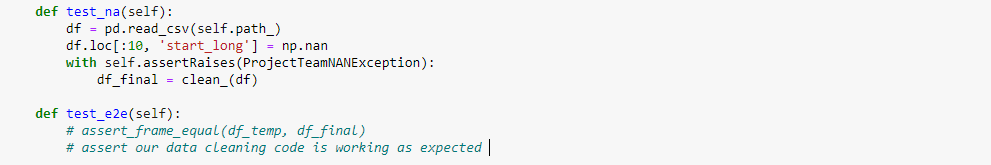 def test_na(self):
df = pd.read_csv(self.path_)
df.loc[:10, 'start_long'] = np.nan
with self.assertRaises(ProjectTeamNANException):
df_final = clean_(df)
def test_e2e(self):
# assert_frame_equal(df_temp, df_final)
# assert our data cleaning code is working as expected